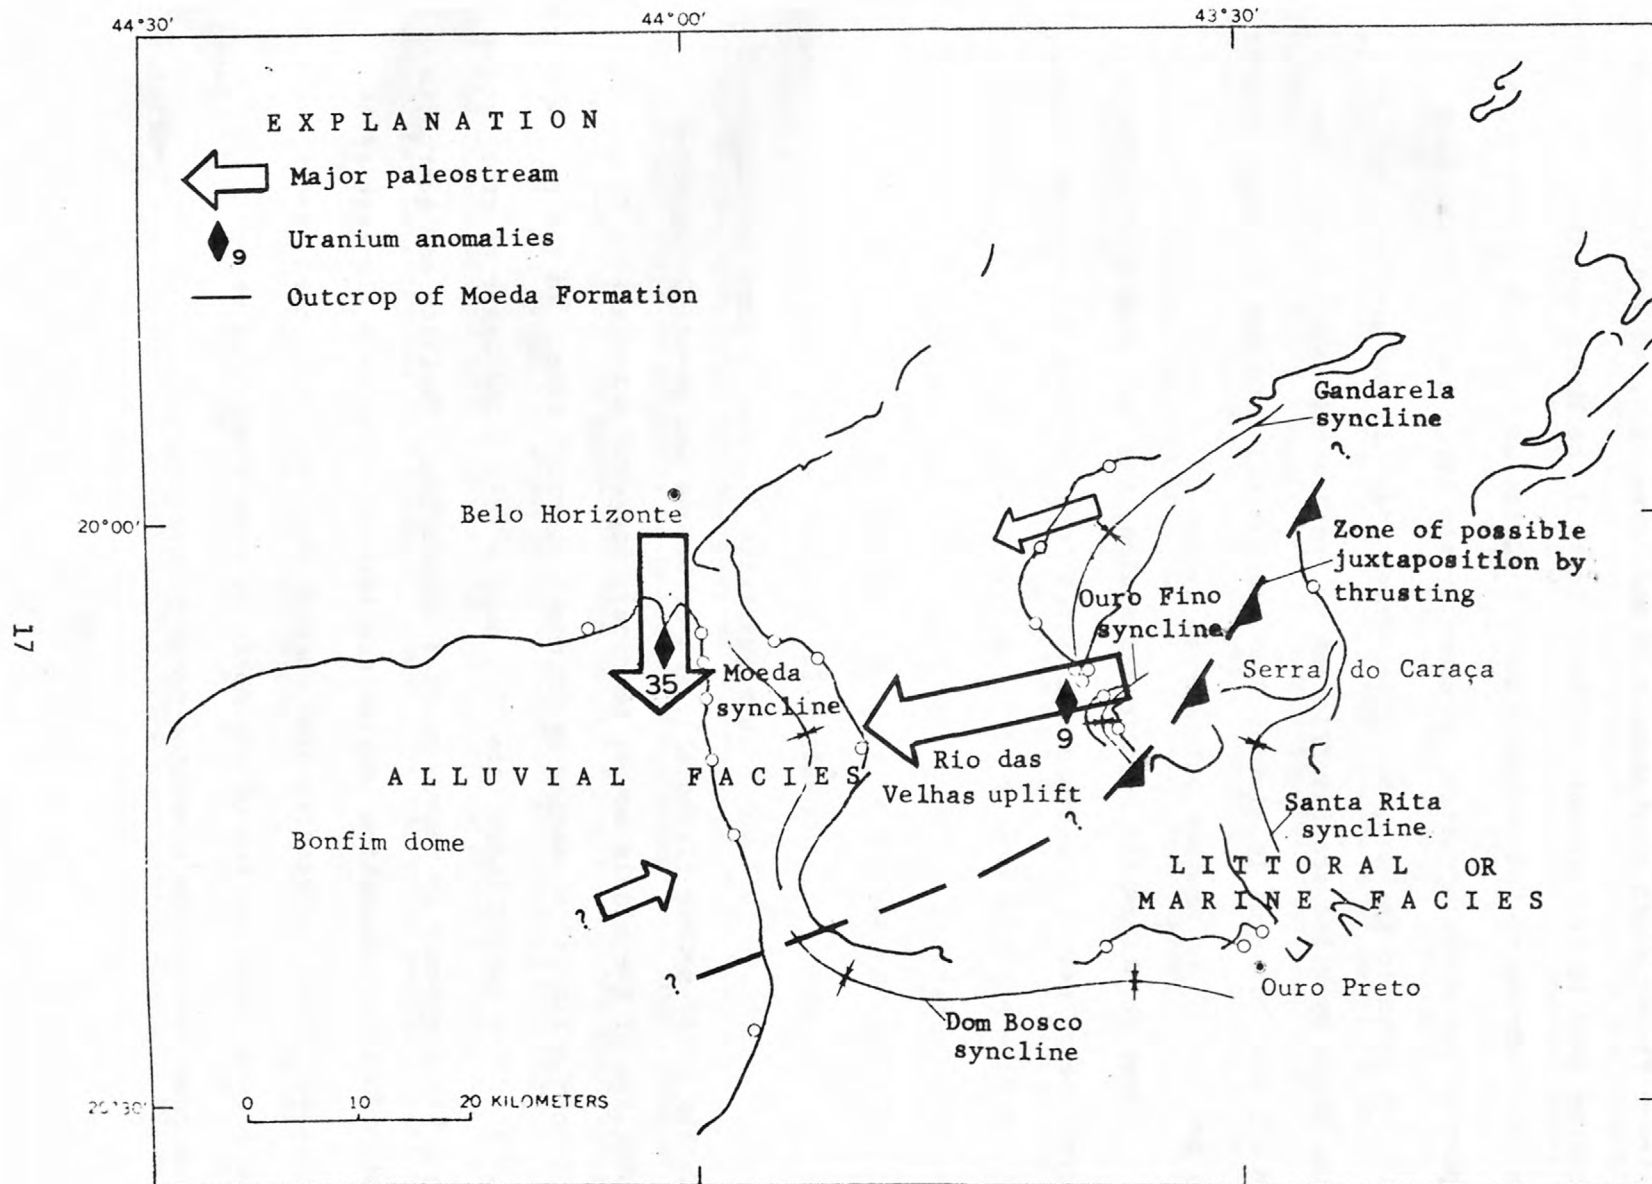 44°30' 44°00' 43°30'
EXPLANATION
Major paleostream
Uranium anomalies
9
Outcrop of Moeda Formation
Gandarela
syncline
?
Belo Horizonte
20°00'
Zone of possible
juxtaposition by
thrusting
Ouro Fino
syncline
17
35
Moeda
syncline
Serra do Caraça
9
Rio das
Velhas uplift
ALLUVIAL FACIES
?
Santa Rita
syncline
Bonfim dome
LITTORAL OR
MARINE FACIES
?
?
Ouro Preto
Dom Bosco
syncline
20°30'
0 10 20 KILOMETERS